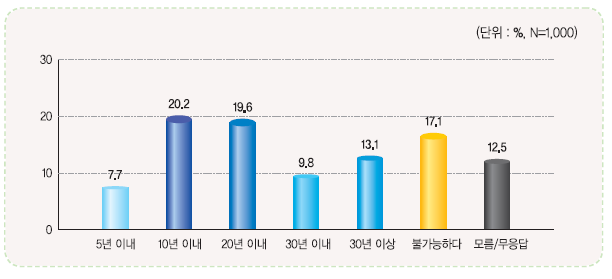 (단위 : %, N=1,000)
30
20
10
0
7.7
20.2
19.6
9.8
13.1
17.1
12.5
5년 이내
10년 이내
20년 이내
30년 이내
30년 이상
불가능하다
모름/무응답